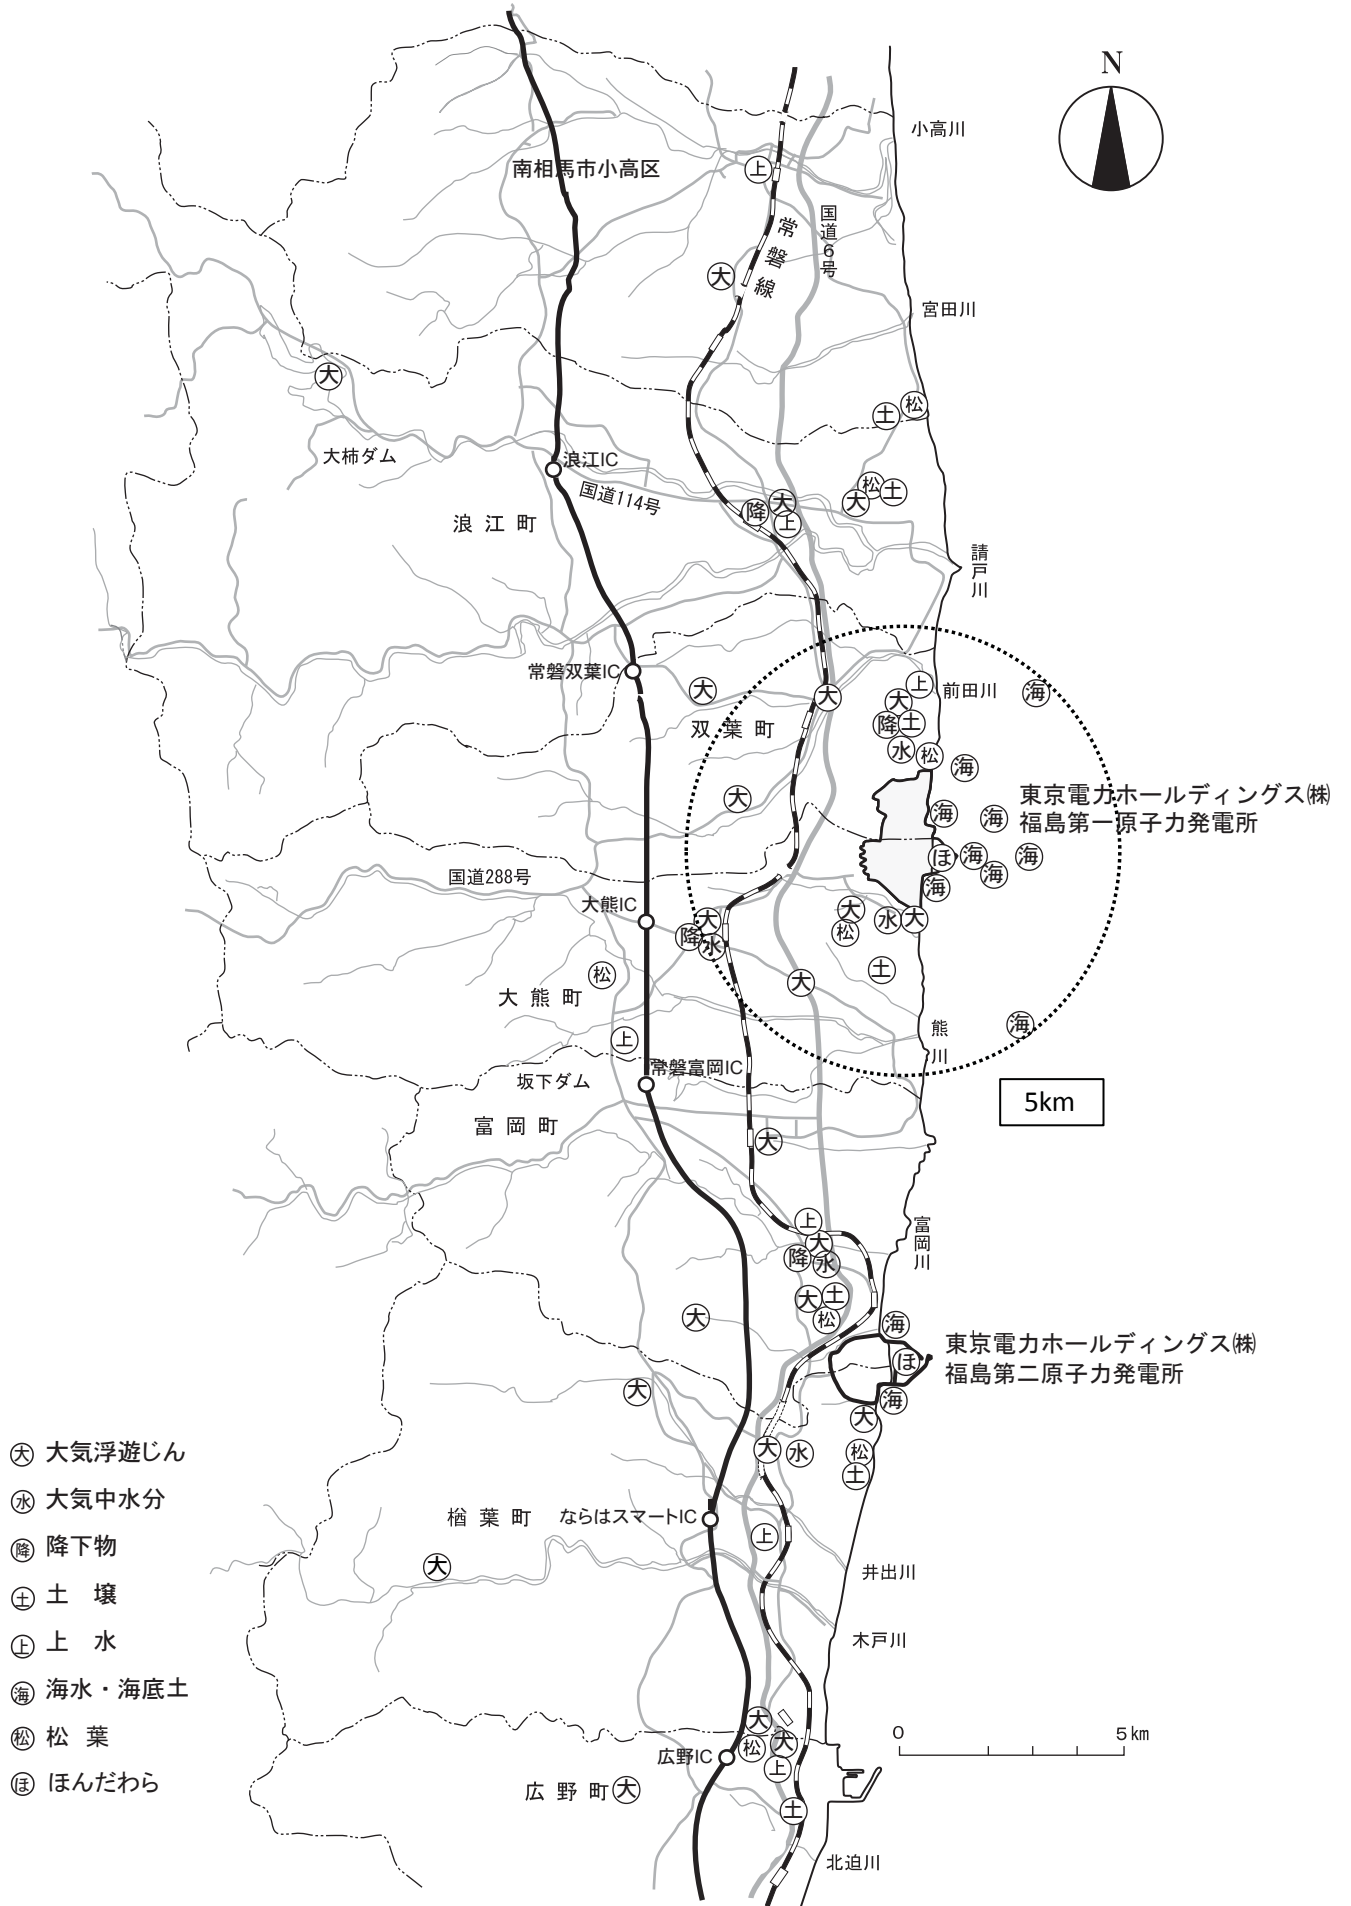 N
小高川
南相馬市小高区
上
国道6号
常磐線
大
宮田川
大
松
土
大柿ダム
浪江IC
国道114号
松
土
大
大
降
上
浪江町
請戸川
常磐双葉IC
大
大
上
前田川
海
大
降
土
双葉町
水
松
海
大
東京電力ホールディングス㈱
福島第一原子力発電所
海
海
ほ
海
海
海
海
国道288号
大熊IC
大
降
水
大
松
水
大
松
土
大
大熊町
海
熊川
上
常磐富岡IC
坂下ダム
5km
富岡町
大
上
大
降
水
富岡川
大
土
松
大
海
東京電力ホールディングス㈱
福島第二原子力発電所
ほ
海
大
大
大
水
松
土
楢葉町
ならはスマートIC
上
大
井出川
木戸川
大
松
大
上
広野IC
広野町
大
土
北迫川
0
5km
大 大気浮遊じん
水 大気中水分
降 降下物
土 土 壌
上 上 水
海 海水・海底土
松 松 葉
ほ ほんだわら